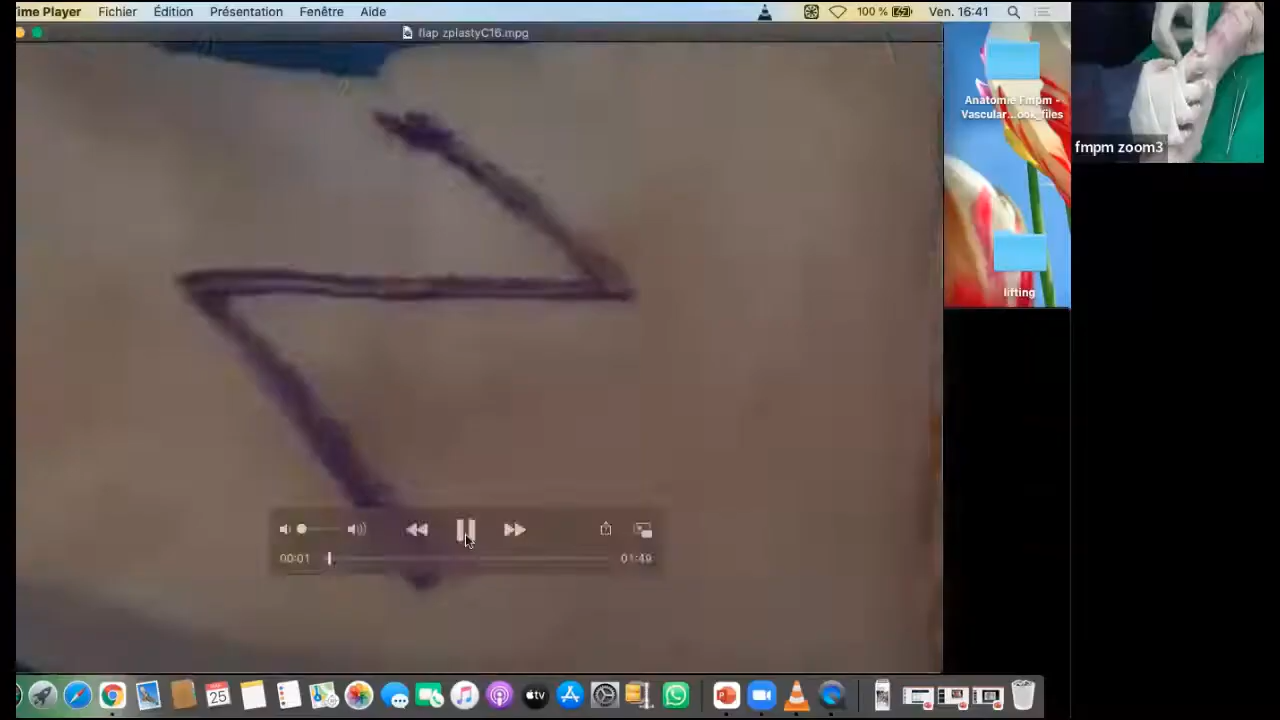 ime Player Fichier Édition Présentation Fenêtre Aide 100 % Ven. 16:41
flap zplastyC16.mpg
Anatomie Fmpm -
Vascular...ook_files
fmpm zoom3
lifting
00:01 01:49
25
tv